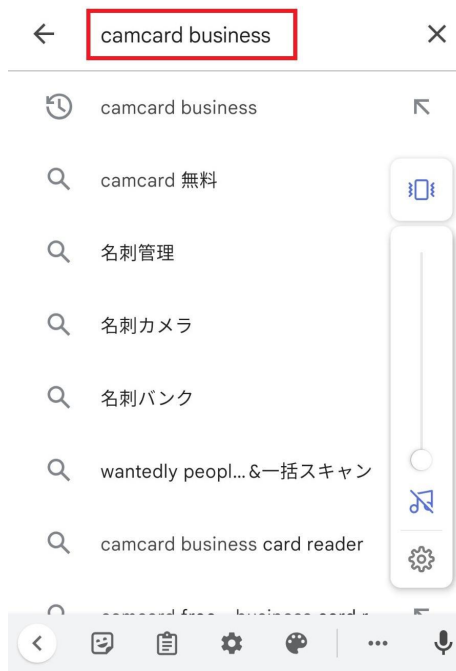 camcard business
camcard business
camcard 無料
名刺管理
名刺カメラ
名刺バンク
wantedly peopl...&一括スキャン
camcard business card reader